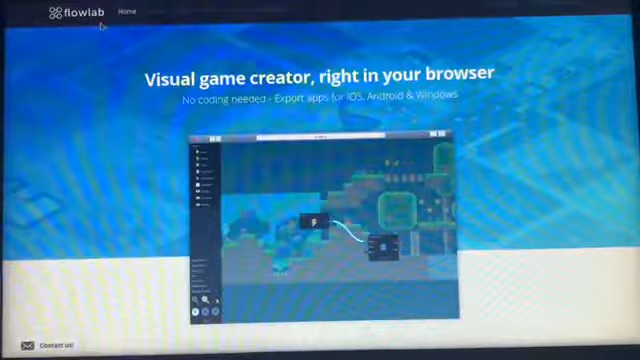 flowlab Home
Visual game creator, right in your browser
No coding needed - Export apps for iOS, Android & Windows
Contact us!